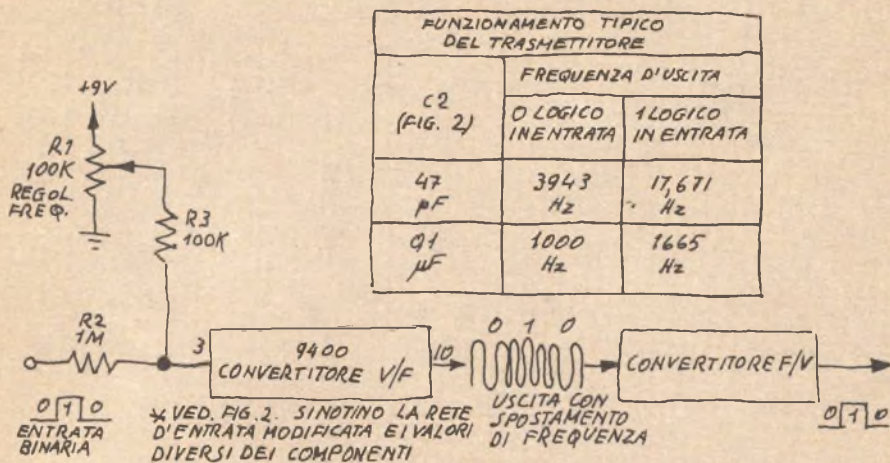 FUNZIONAMENTO TIPICO
DEL TRASMETTITORE
C2
(FIG. 2)
FREQUENZA D'USCITA
0 LOGICO
IN ENTRATA
1 LOGICO
IN ENTRATA
47
pF
3943
Hz
17,671
Hz
0,1
µF
1000
Hz
1665
Hz
+9V
R1
100K
REGOL
FREQ.
R3
100K
R2
1M
3
9400
CONVERTITORE V/F
10
0 1 0
USCITA CON
SPOSTAMENTO
DI FREQUENZA
CONVERTITORE F/V
0 1 0
0 1 0
ENTRATA
BINARIA
* VED. FIG. 2. SI NOTINO LA RETE
D'ENTRATA MODIFICATA E I VALORI
DIVERSI DEI COMPONENTI